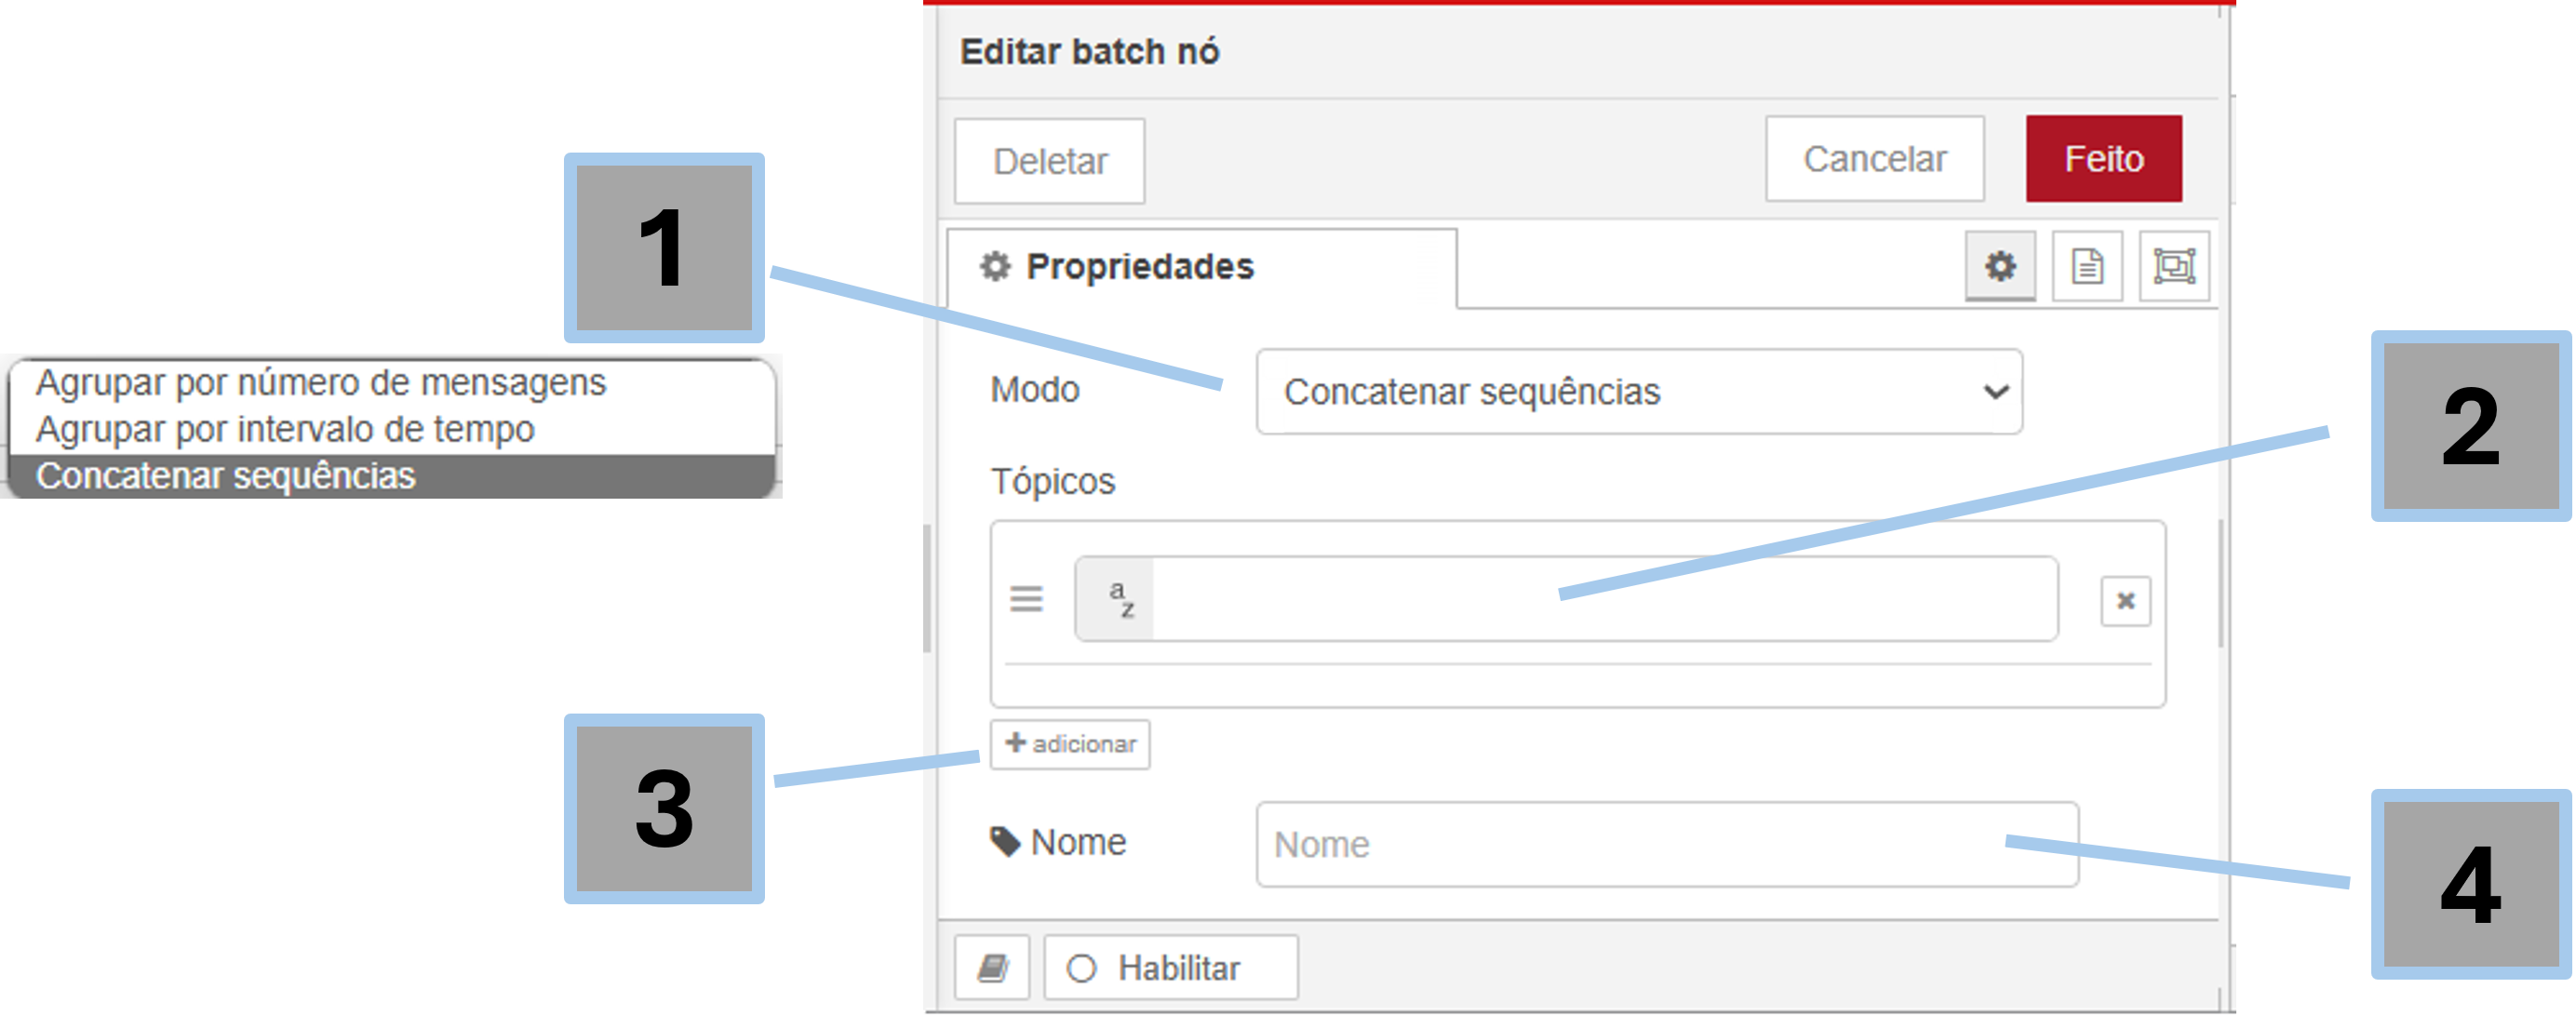 Editar batch nó
Deletar
Cancelar
Feito
1
Propriedades
Agrupar por número de mensagens
Agrupar por intervalo de tempo
Concatenar sequências
Modo
Concatenar sequências
2
Tópicos
a
z
3
adicionar
Nome
Nome
4
Habilitar